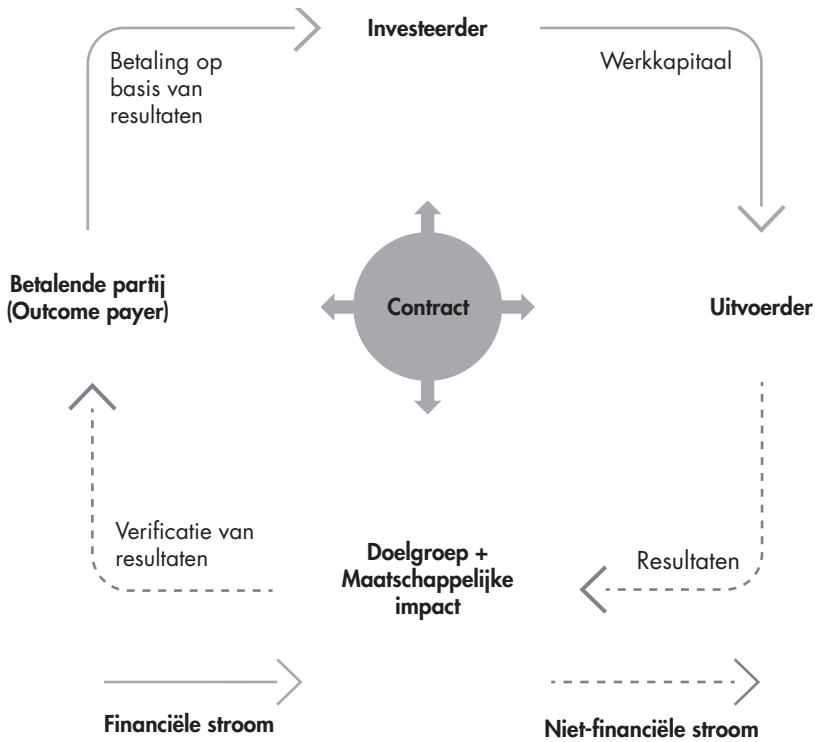 Investeerder
Betaling op
basis van
resultaten
Werkkapitaal
Betalende partij
(Outcome payer)
Contract
Uitvoerder
Verificatie van
resultaten
Doelgroep +
Maatschappelijke
impact
Resultaten
Financiële stroom
Niet-financiële stroom